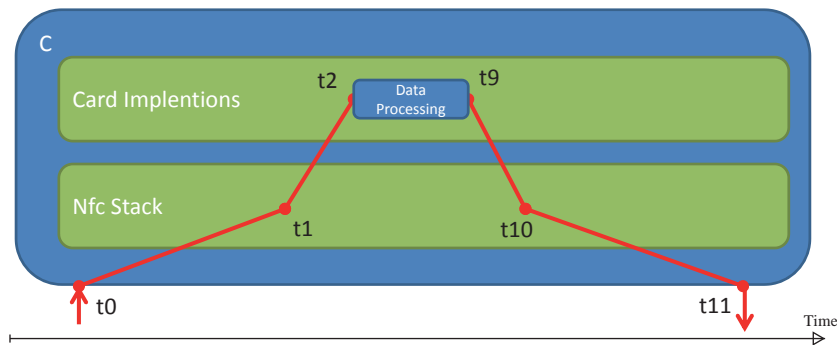 C
Card Implentions
t2
Data
Processing
t9
Nfc Stack
t1
t10
t0
t11
Time